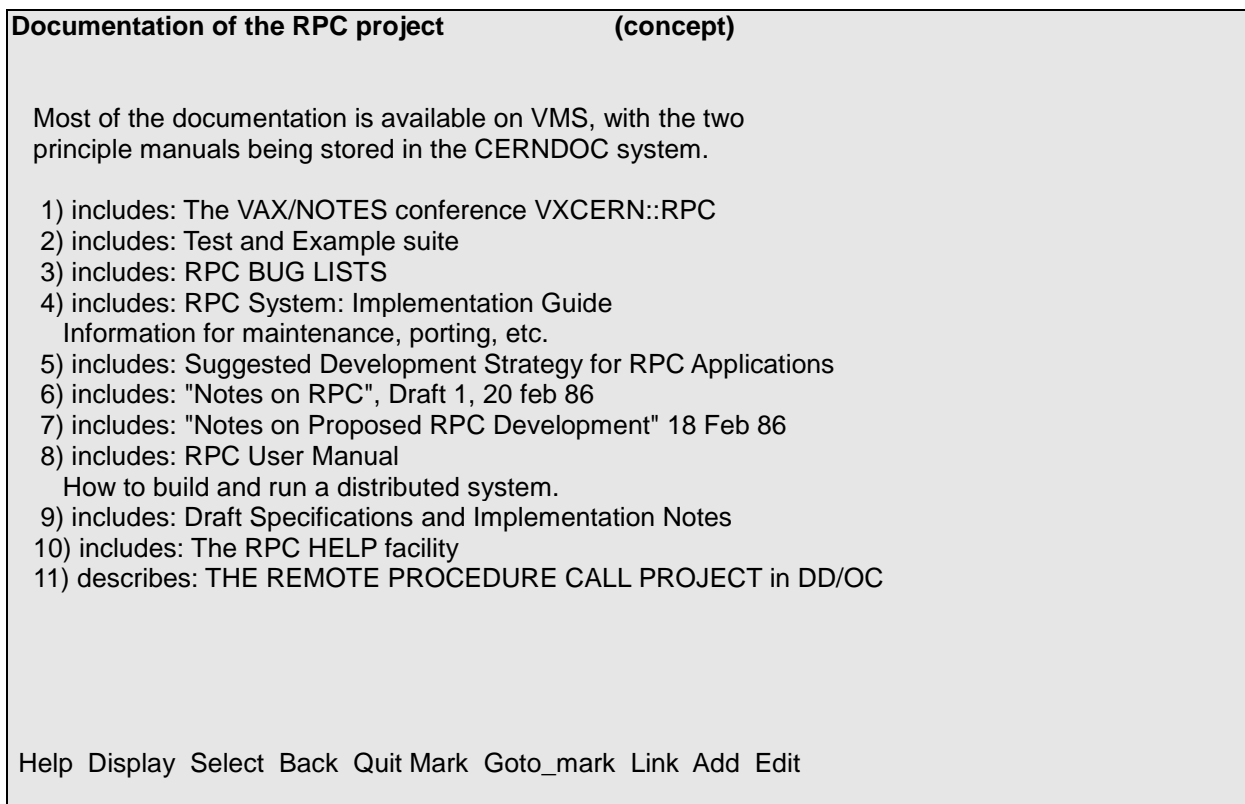 Documentation of the RPC project (concept)
Most of the documentation is available on VMS, with the two
principle manuals being stored in the CERNDOC system.
1) includes: The VAX/NOTES conference VXCERN::RPC
2) includes: Test and Example suite
3) includes: RPC BUG LISTS
4) includes: RPC System: Implementation Guide
Information for maintenance, porting, etc.
5) includes: Suggested Development Strategy for RPC Applications
6) includes: "Notes on RPC", Draft 1, 20 feb 86
7) includes: "Notes on Proposed RPC Development" 18 Feb 86
8) includes: RPC User Manual
How to build and run a distributed system.
9) includes: Draft Specifications and Implementation Notes
10) includes: The RPC HELP facility
11) describes: THE REMOTE PROCEDURE CALL PROJECT in DD/OC
Help Display Select Back Quit Mark Goto_mark Link Add Edit